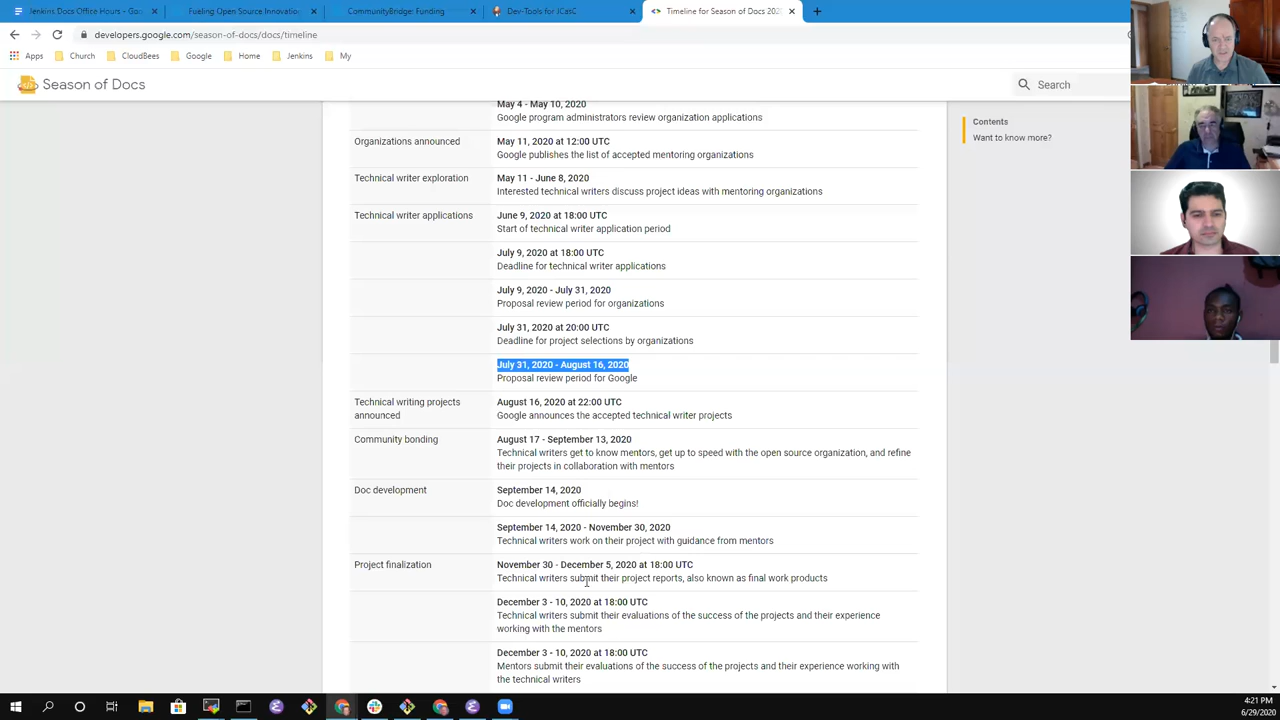 Jenkins Docs Office Hours - Goo
Fueling Open Source Innovatio
CommunityBridge Funding
Dev-Tools for JCasC
Timeline for Season of Docs 202
developers.google.com/season-of-docs/docs/timeline
Apps
Church
CloudBees
Google
Home
Jenkins
My
Season of Docs
Search
May 4 - May 10, 2020
Google program administrators review organization applications
Organizations announced
May 11, 2020 at 12:00 UTC
Google publishes the list of accepted mentoring organizations
Technical writer exploration
May 11 - June 8, 2020
Interested technical writers discuss project ideas with mentoring organizations
Technical writer applications
June 9, 2020 at 18:00 UTC
Start of technical writer application period
July 9, 2020 at 18:00 UTC
Deadline for technical writer applications
July 9, 2020 - July 31, 2020
Proposal review period for organizations
July 31, 2020 at 20:00 UTC
Deadline for project selections by organizations
July 31, 2020 - August 16, 2020
Proposal review period for Google
Technical writing projects
announced
August 16, 2020 at 22:00 UTC
Google announces the accepted technical writer projects
Community bonding
August 17 - September 13, 2020
Technical writers get to know mentors, get up to speed with the open source organization, and refine
their projects in collaboration with mentors
Doc development
September 14, 2020
Doc development officially begins!
September 14, 2020 - November 30, 2020
Technical writers work on their project with guidance from mentors
Project finalization
November 30 - December 5, 2020 at 18:00 UTC
Technical writers submit their project reports, also known as final work products
December 3 - 10, 2020 at 18:00 UTC
Technical writers submit their evaluations of the success of the projects and their experience
working with the mentors
December 3 - 10, 2020 at 18:00 UTC
Mentors submit their evaluations of the success of the projects and their experience working with
the technical writers
Contents
Want to know more?
4:21 PM
6/29/2020